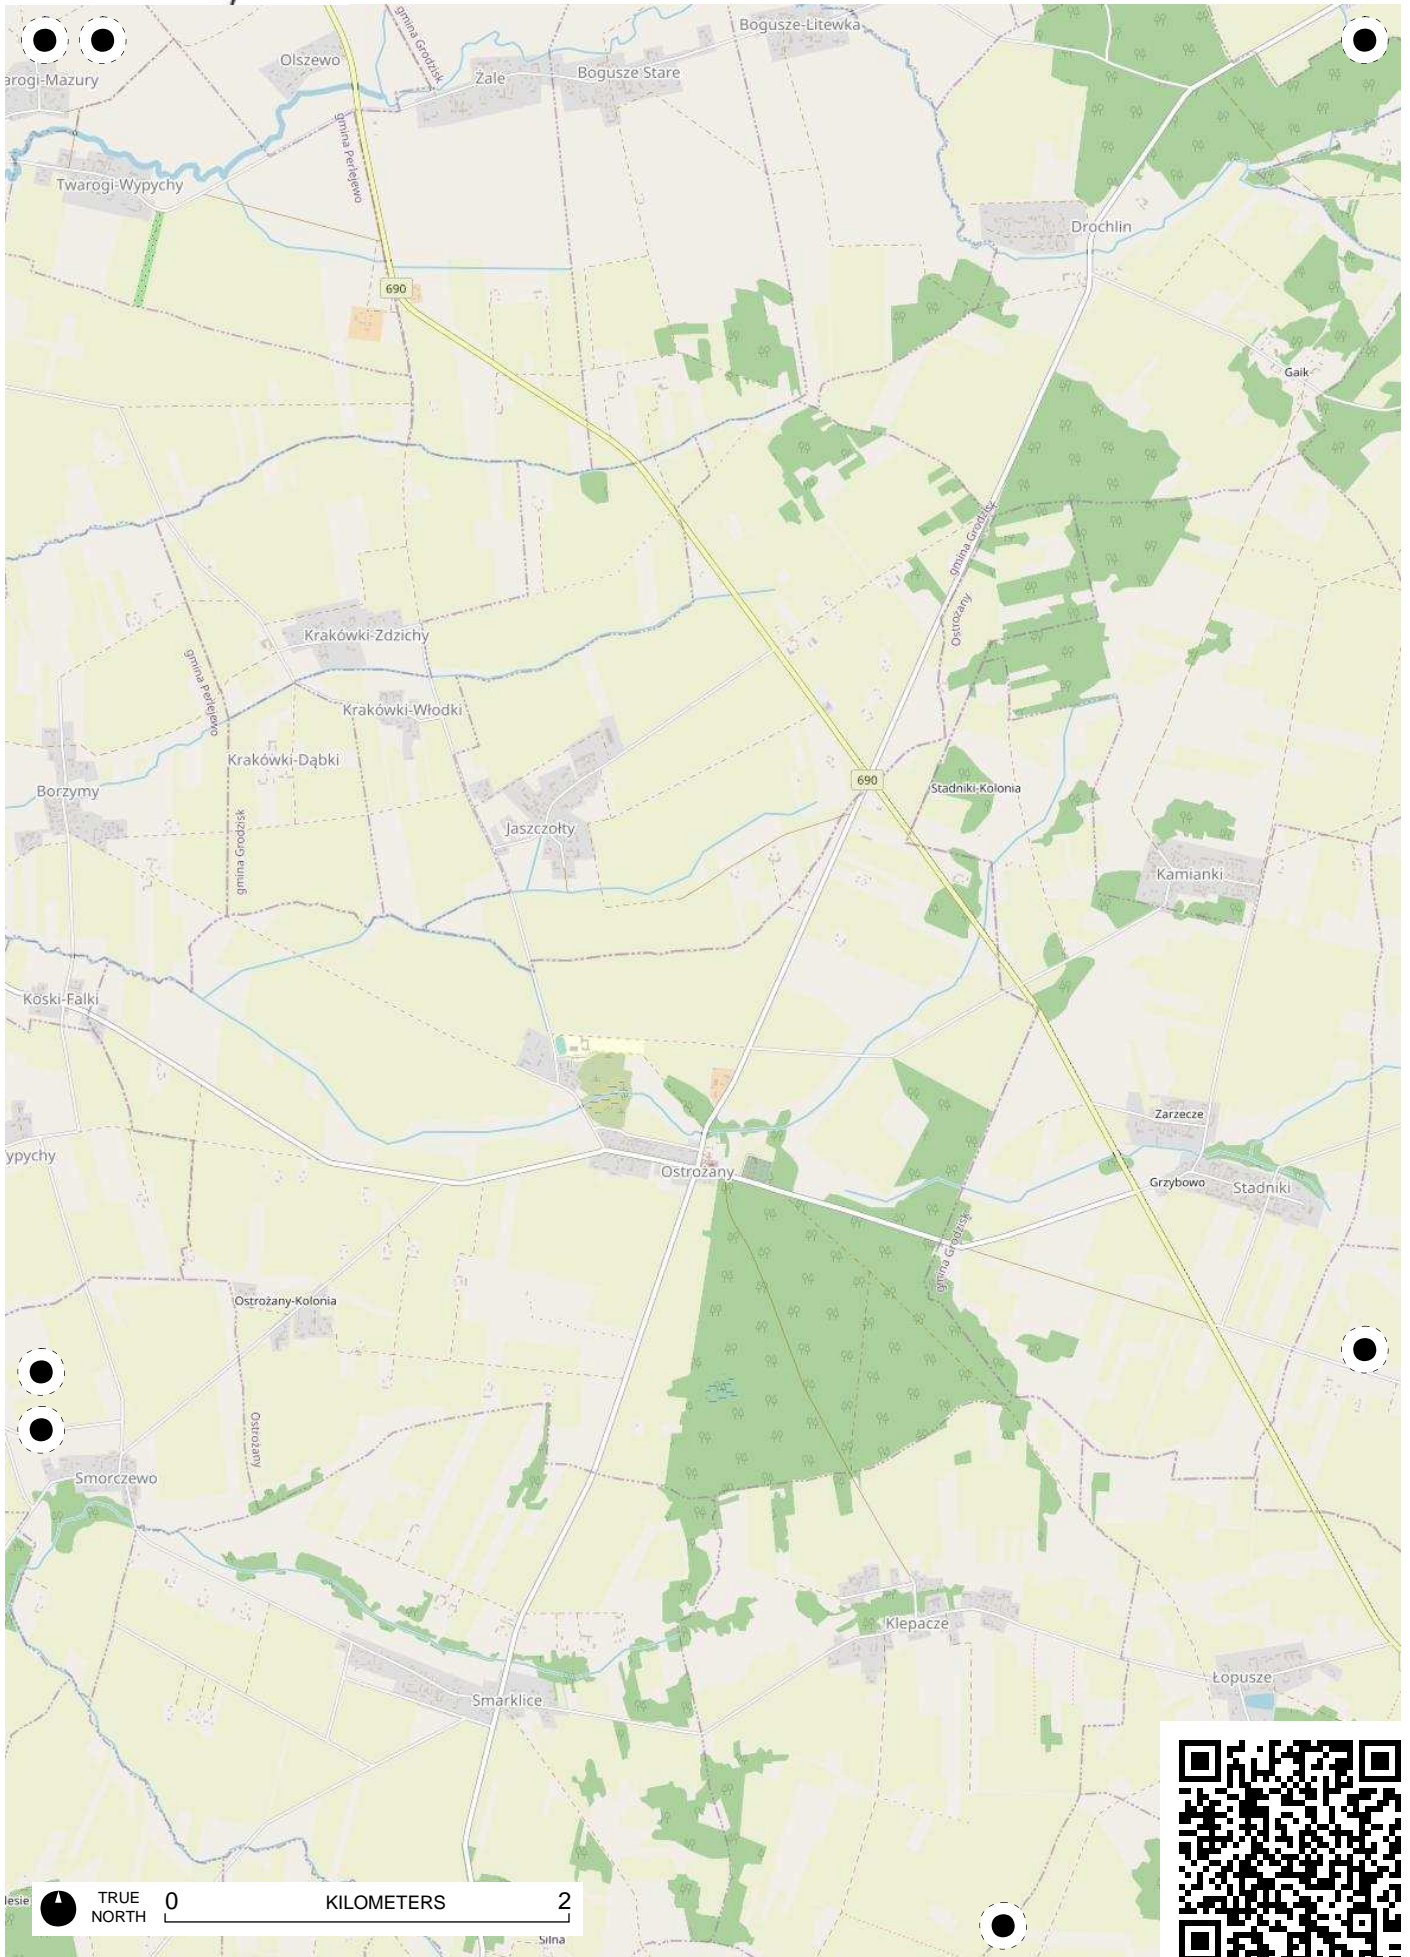 gmina Grodzisk
Bogusze-Litewka
Olszewo
Żale
Bogusze Stare
arogi-Mazury
gmina Perlejewo
Twarogi-Wypychy
Drochlin
690
Gaik
gmina Grodzisk
Ostrożany
Krakówki-Zdzichy
gmina Perlejewo
Krakówki-Włodki
Krakówki-Dąbki
690
Borzymy
Stadniki-Kolonia
Jaszczołty
gmina Grodzisk
Kamianki
Koski-Falki
Zarzecze
ypychy
Ostrożany
Grzybowo
Stadniki
gmina Grodzisk
Ostrożany-Kolonia
Ostrożany
Smorczewo
Klepacze
Łopusze
Smarklice
lesie
TRUE
NORTH
0 KILOMETERS 2
Silna